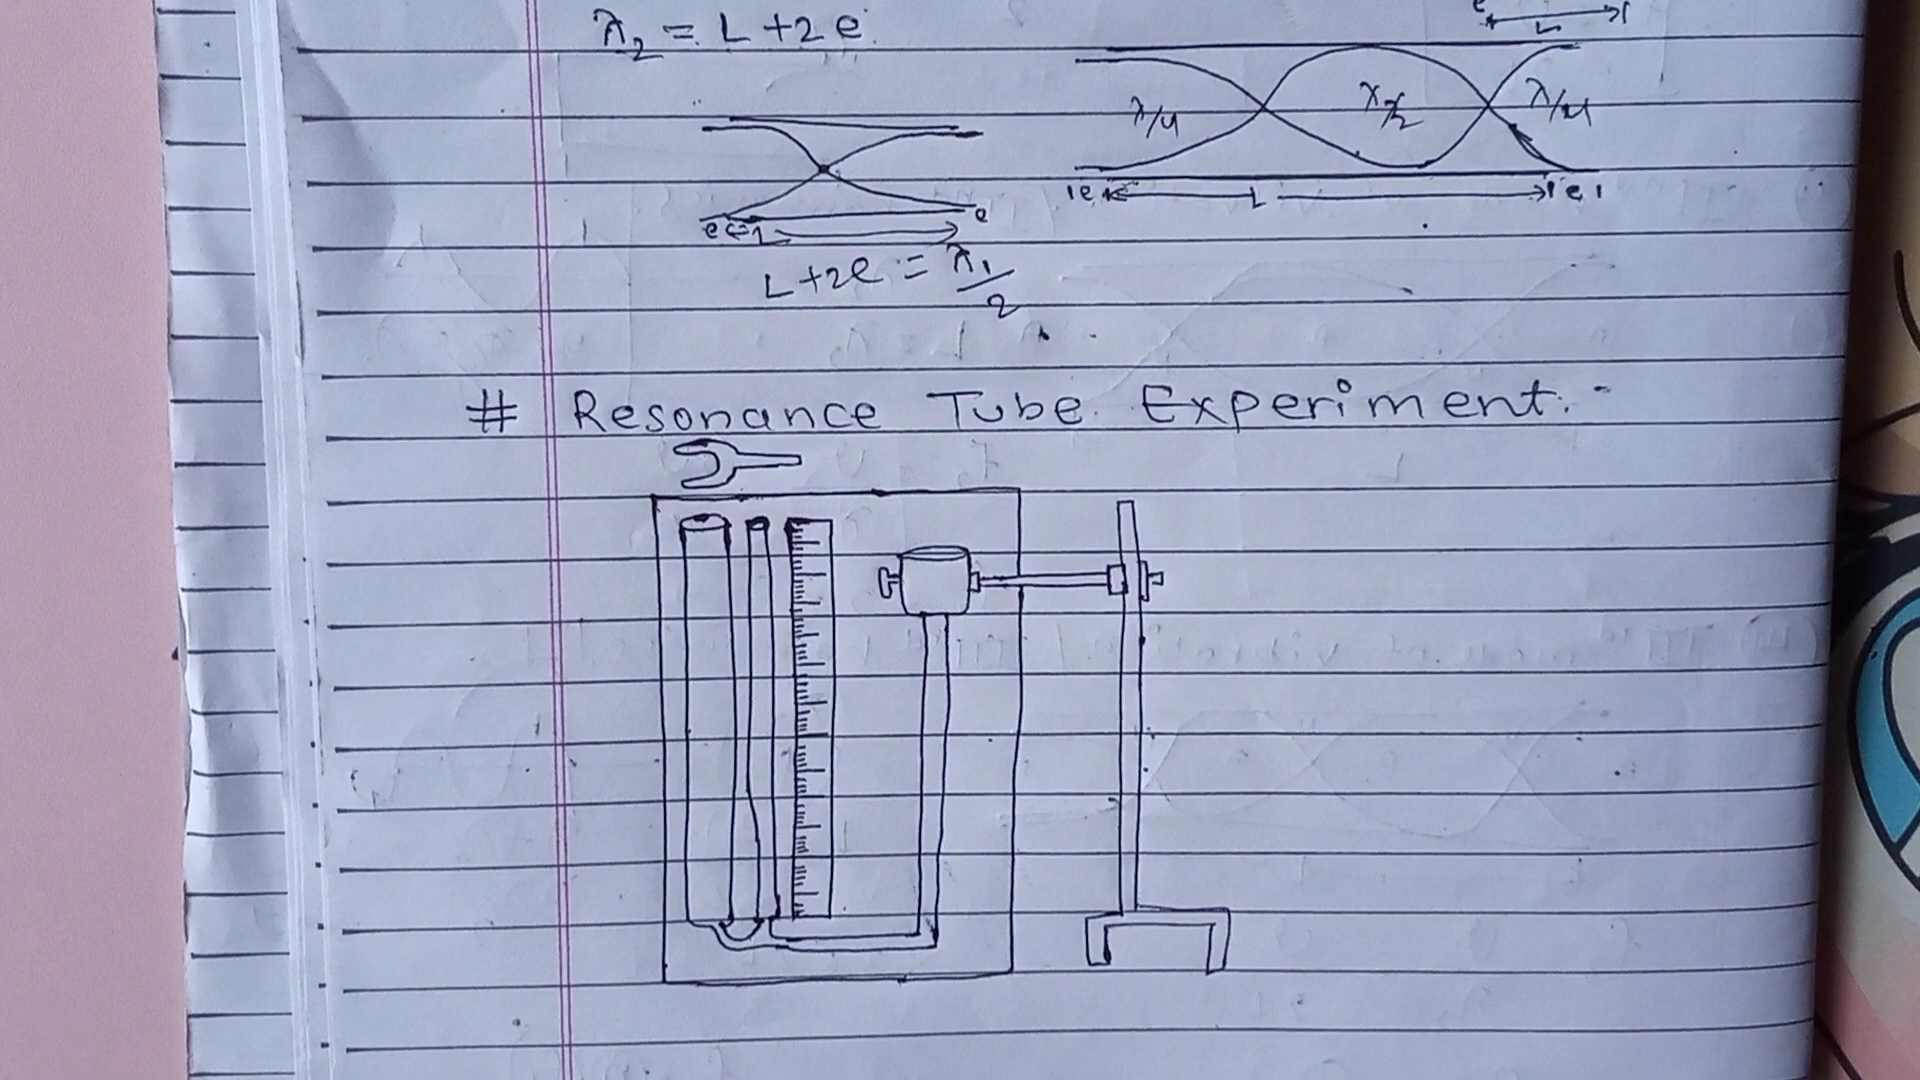 λ₂ = L + 2e
e
L
λ/4 λ/2 λ/4
e L e
e L e
L + 2e = λ₁/2
# Resonance Tube Experiment :-